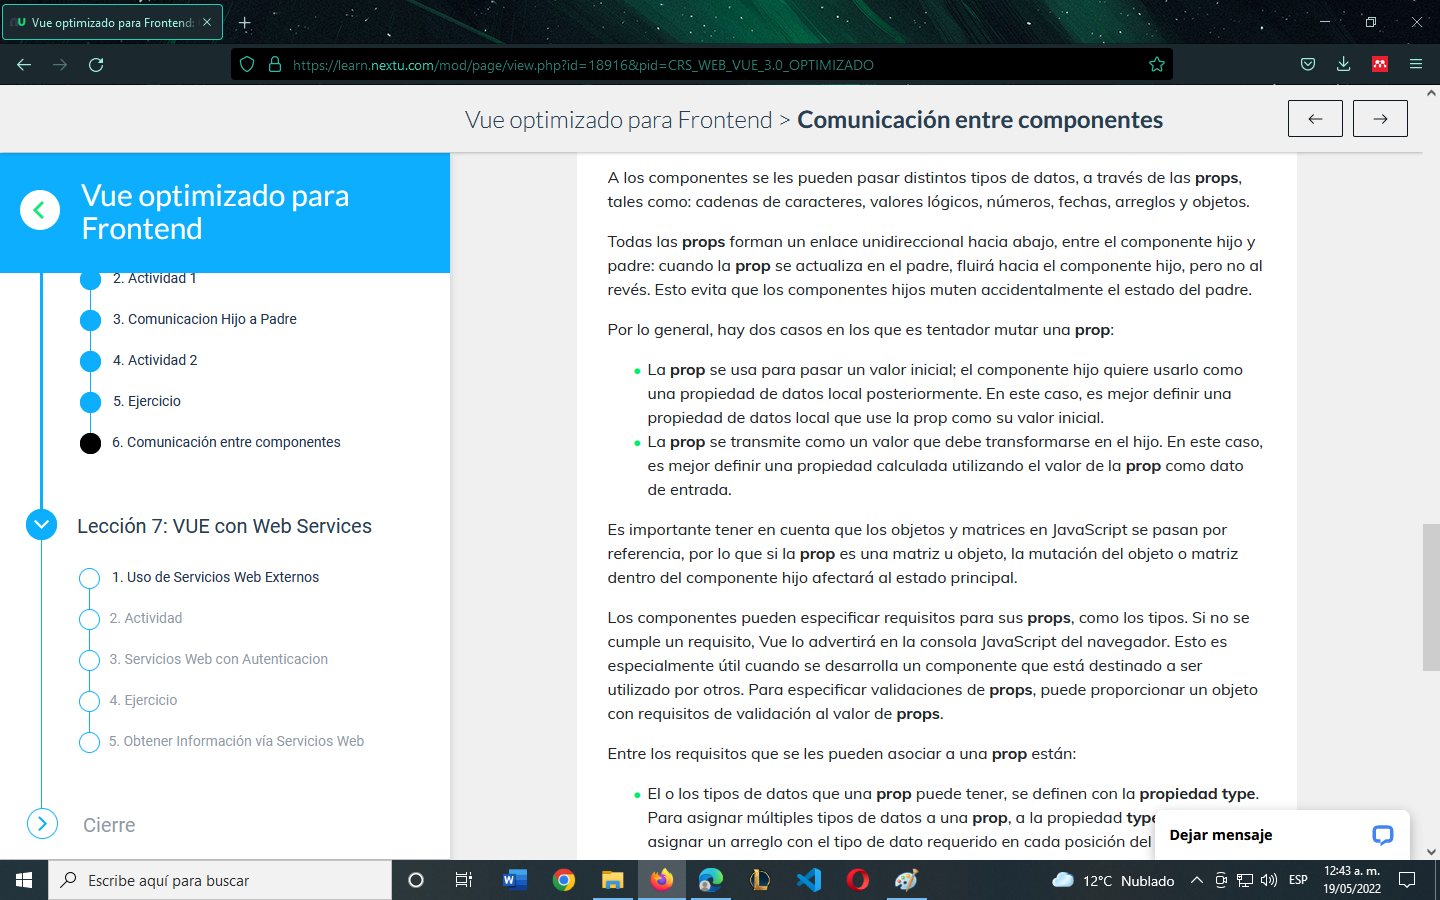 Vue optimizado para Frontend:
https://learn.nextu.com/mod/page/view.php?id=18916&pid=CRS_WEB_VUE_3.0_OPTIMIZADO
Vue optimizado para Frontend > Comunicación entre componentes
Vue optimizado para
Frontend
2. Actividad 1
3. Comunicacion Hijo a Padre
4. Actividad 2
5. Ejercicio
6. Comunicación entre componentes
Lección 7: VUE con Web Services
1. Uso de Servicios Web Externos
2. Actividad
3. Servicios Web con Autenticacion
4. Ejercicio
5. Obtener Información vía Servicios Web
Cierre
A los componentes se les pueden pasar distintos tipos de datos, a través de las props,
tales como: cadenas de caracteres, valores lógicos, números, fechas, arreglos y objetos.
Todas las props forman un enlace unidireccional hacia abajo, entre el componente hijo y
padre: cuando la prop se actualiza en el padre, fluirá hacia el componente hijo, pero no al
revés. Esto evita que los componentes hijos muten accidentalmente el estado del padre.
Por lo general, hay dos casos en los que es tentador mutar una prop:
• La prop se usa para pasar un valor inicial; el componente hijo quiere usarlo como
una propiedad de datos local posteriormente. En este caso, es mejor definir una
propiedad de datos local que use la prop como su valor inicial.
• La prop se transmite como un valor que debe transformarse en el hijo. En este caso,
es mejor definir una propiedad calculada utilizando el valor de la prop como dato
de entrada.
Es importante tener en cuenta que los objetos y matrices en JavaScript se pasan por
referencia, por lo que si la prop es una matriz u objeto, la mutación del objeto o matriz
dentro del componente hijo afectará al estado principal.
Los componentes pueden especificar requisitos para sus props, como los tipos. Si no se
cumple un requisito, Vue lo advertirá en la consola JavaScript del navegador. Esto es
especialmente útil cuando se desarrolla un componente que está destinado a ser
utilizado por otros. Para especificar validaciones de props, puede proporcionar un objeto
con requisitos de validación al valor de props.
Entre los requisitos que se les pueden asociar a una prop están:
• El o los tipos de datos que una prop puede tener, se definen con la propiedad type.
Para asignar múltiples tipos de datos a una prop, a la propiedad type
asignar un arreglo con el tipo de dato requerido en cada posición del
Dejar mensaje
Escribe aquí para buscar
12°C Nublado
ESP
12:43 a. m.
19/05/2022